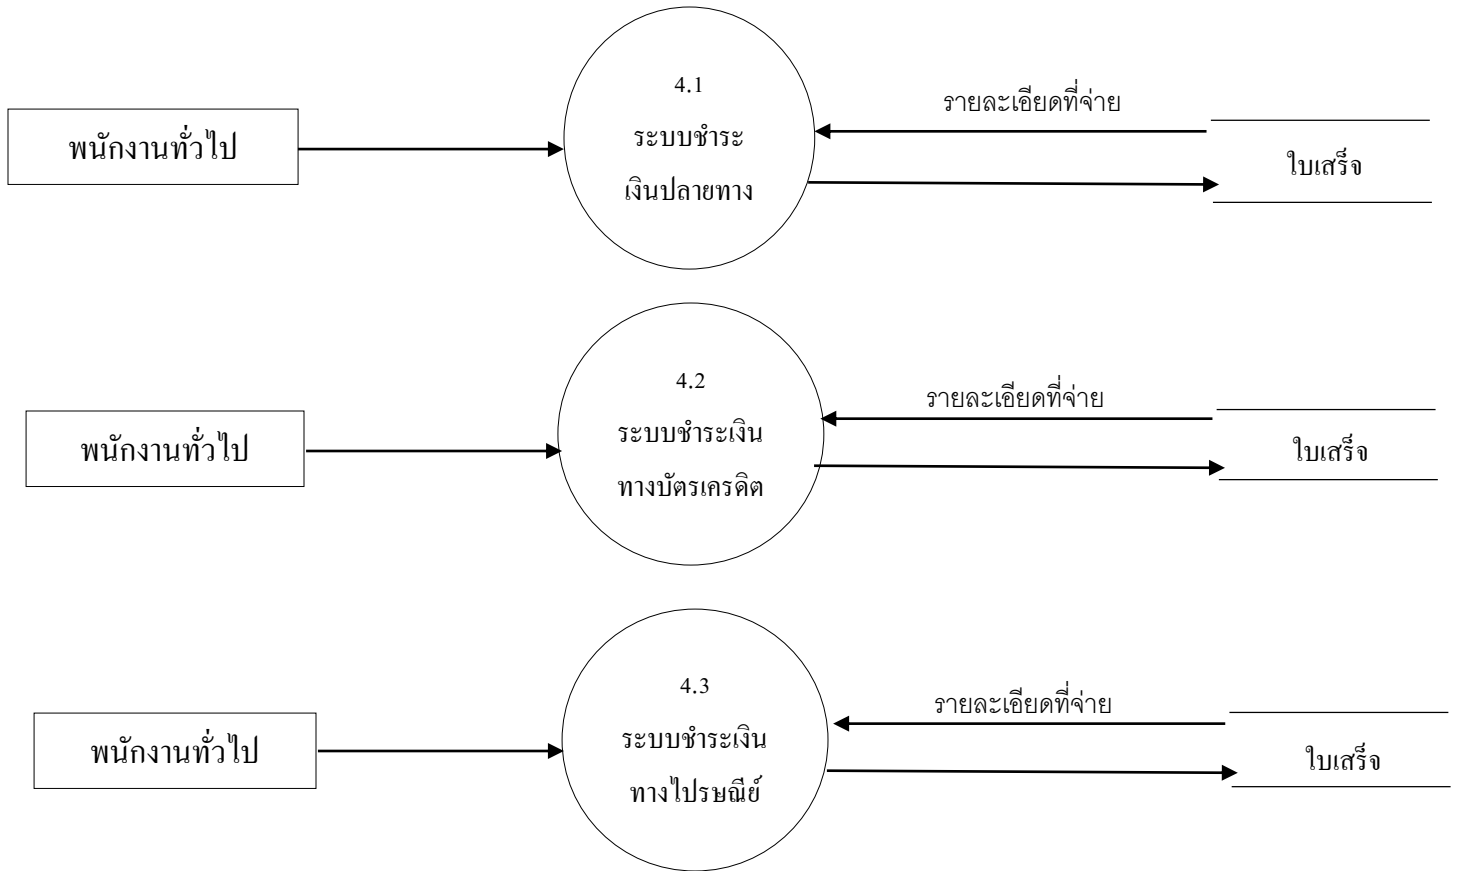 4.1
รายละเอียดที่จ่าย
พนักงานทั่วไป
ระบบชำระ
เงินปลายทาง
ใบเสร็จ
4.2
รายละเอียดที่จ่าย
พนักงานทั่วไป
ระบบชำระเงิน
ทางบัตรเครดิต
ใบเสร็จ
4.3
รายละเอียดที่จ่าย
พนักงานทั่วไป
ระบบชำระเงิน
ทางไปรษณีย์
ใบเสร็จ